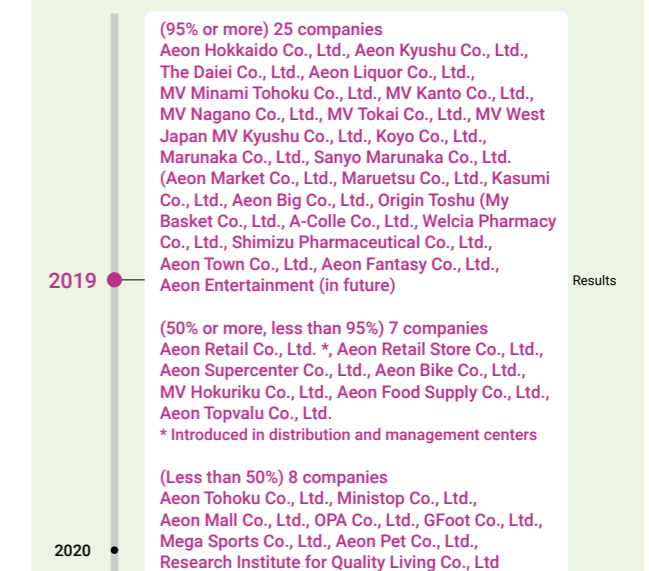 (95% or more) 25 companies
Aeon Hokkaido Co., Ltd., Aeon Kyushu Co., Ltd.,
The Daiei Co., Ltd., Aeon Liquor Co., Ltd.,
MV Minami Tohoku Co., Ltd., MV Kanto Co., Ltd.,
MV Nagano Co., Ltd., MV Tokai Co., Ltd., MV West
Japan MV Kyushu Co., Ltd., Koyo Co., Ltd.,
Marunaka Co., Ltd., Sanyo Marunaka Co., Ltd.
(Aeon Market Co., Ltd., Maruetsu Co., Ltd., Kasumi
Co., Ltd., Aeon Big Co., Ltd., Origin Toshu (My
Basket Co., Ltd., A-Colle Co., Ltd., Welcia Pharmacy
Co., Ltd., Shimizu Pharmaceutical Co., Ltd.,
Aeon Town Co., Ltd., Aeon Fantasy Co., Ltd.,
Aeon Entertainment (in future)
2019
Results
(50% or more, less than 95%) 7 companies
Aeon Retail Co., Ltd. *, Aeon Retail Store Co., Ltd.,
Aeon Supercenter Co., Ltd., Aeon Bike Co., Ltd.,
MV Hokuriku Co., Ltd., Aeon Food Supply Co., Ltd.,
Aeon Topvalu Co., Ltd.
* Introduced in distribution and management centers
(Less than 50%) 8 companies
Aeon Tohoku Co., Ltd., Ministop Co., Ltd.,
Aeon Mall Co., Ltd., OPA Co., Ltd., GFoot Co., Ltd.,
Mega Sports Co., Ltd., Aeon Pet Co., Ltd.,
Research Institute for Quality Living Co., Ltd
2020